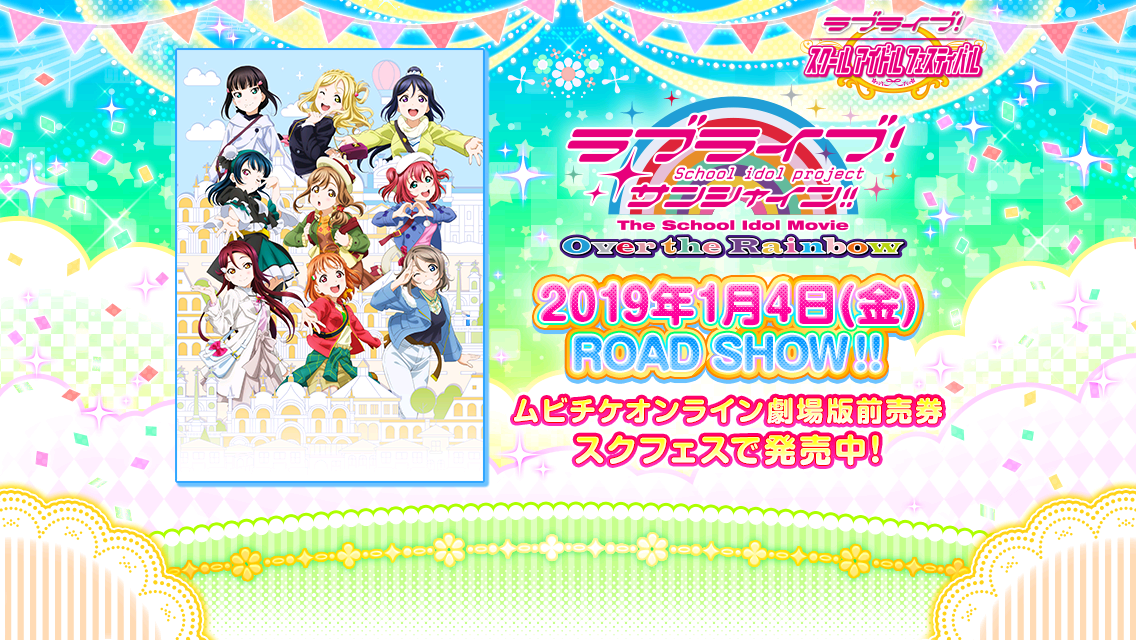 ラブライブ!
スクールアイドルフェスティバル
ラブライブ!
School idol project
サンシャイン!!
The School Idol Movie
Over the Rainbow
2019年1月4日(金)
ROAD SHOW!!
ムビチケオンライン劇場版前売券
スクフェスで発売中!